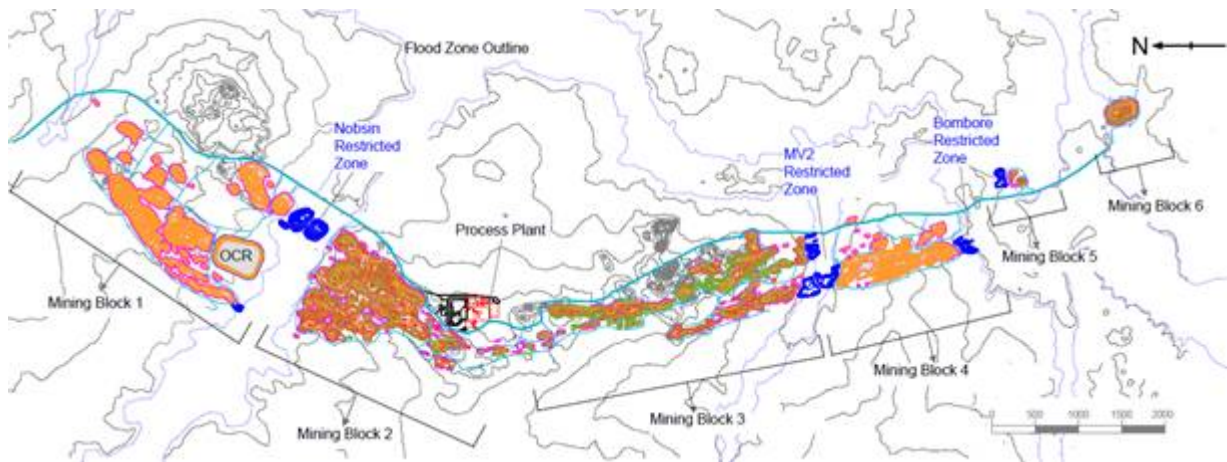 Flood Zone Outline
N
Nobsin
Restricted
Zone
Bombore
Restricted
Zone
MV2
Restricted
Zone
Process Plant
OCR
Mining Block 6
Mining Block 5
Mining Block 1
Mining Block 4
Mining Block 3
Mining Block 2
0 500 1000 1500 2000